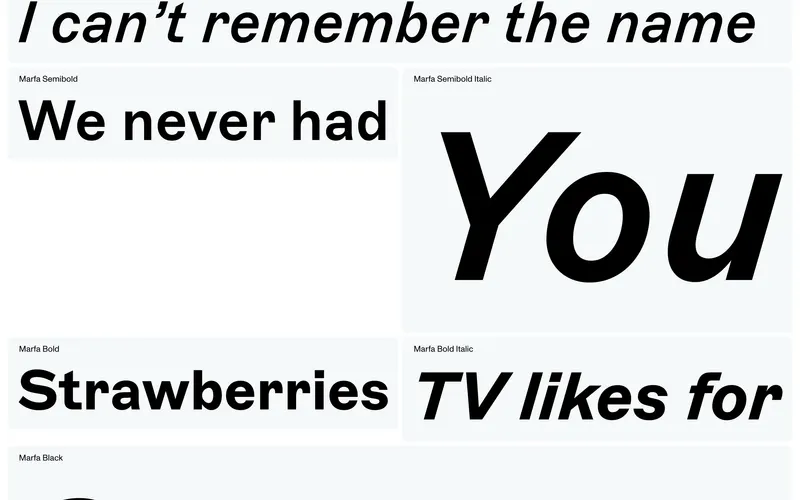 I can’t remember the name
Marfa Semibold
We never had
Marfa Semibold Italic
You
Marfa Bold
Strawberries
Marfa Bold Italic
TV likes for
Marfa Black